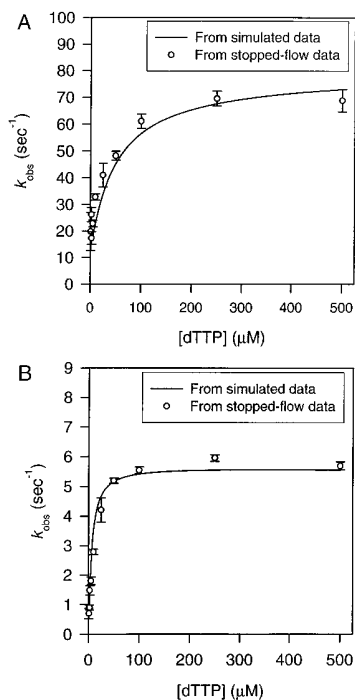 A
100
90
80
70
60
50
40
30
20
10
0
k_obs (sec⁻¹)
From simulated data
From stopped-flow data
0 100 200 300 400 500
[dTTP] (μM)
B
9
8
7
6
5
4
3
2
1
0
k_obs (sec⁻¹)
From simulated data
From stopped-flow data
0 100 200 300 400 500
[dTTP] (μM)